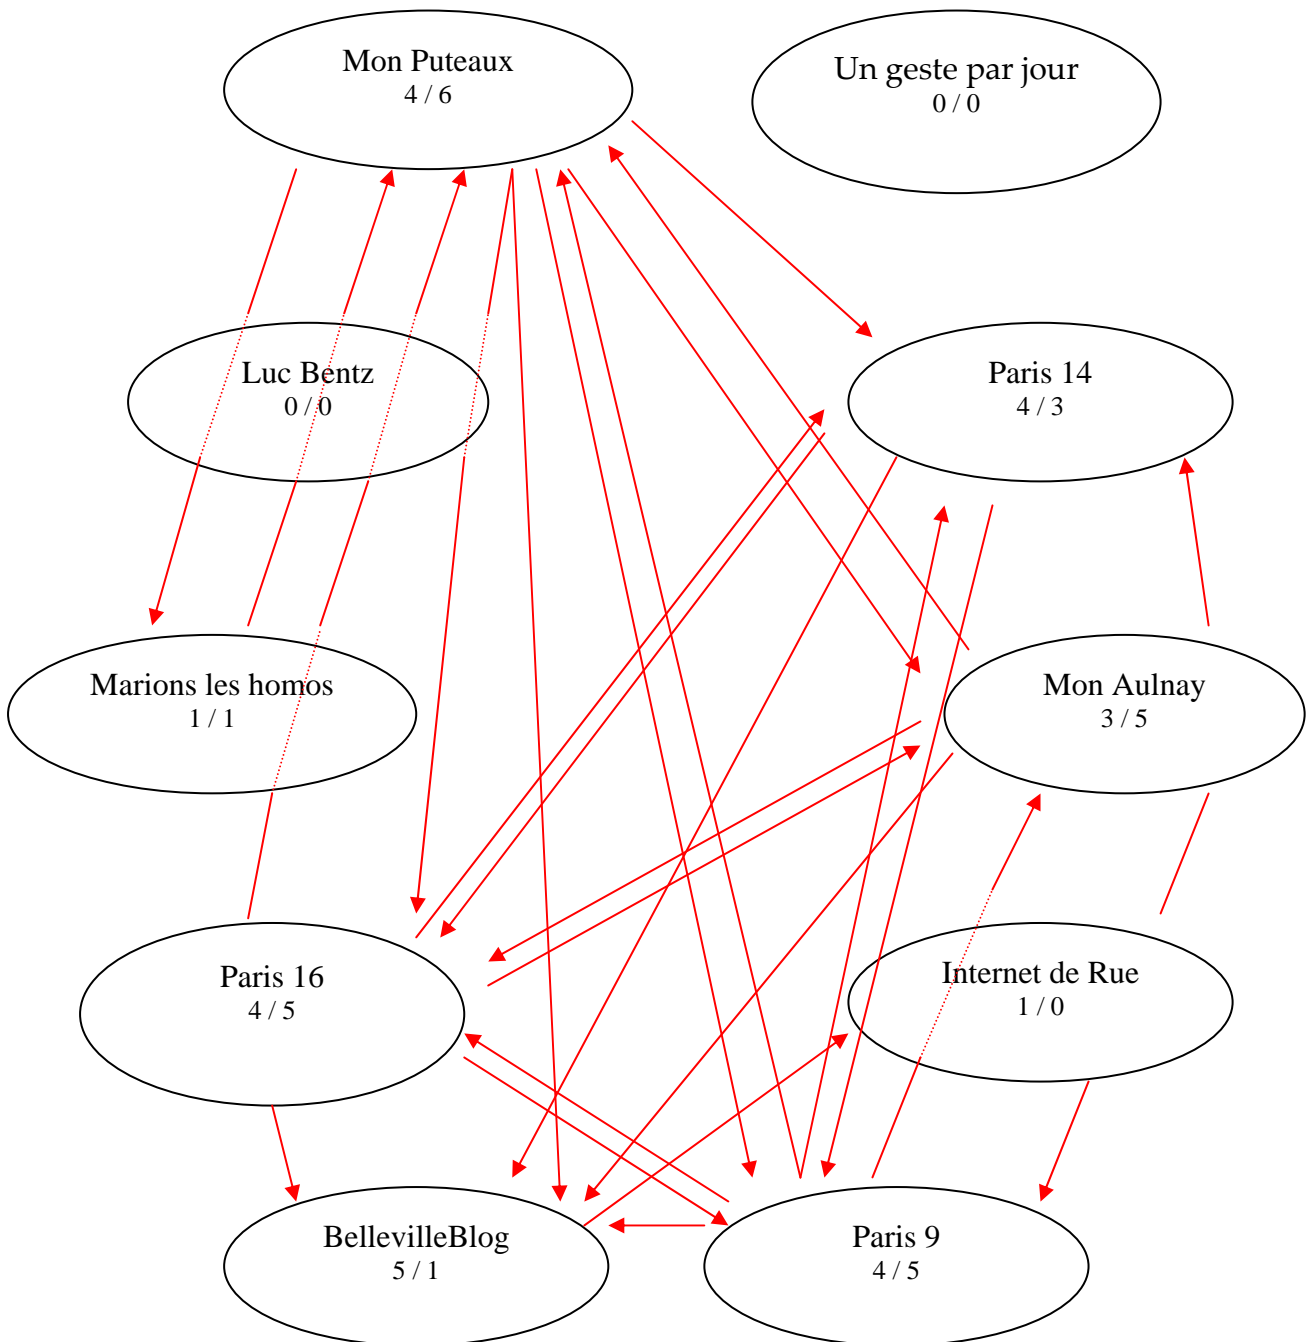 Mon Puteaux
4 / 6
Un geste par jour
0 / 0
Luc Bentz
0 / 0
Paris 14
4 / 3
Marions les homos
1 / 1
Mon Aulnay
3 / 5
Paris 16
4 / 5
Internet de Rue
1 / 0
BellevilleBlog
5 / 1
Paris 9
4 / 5